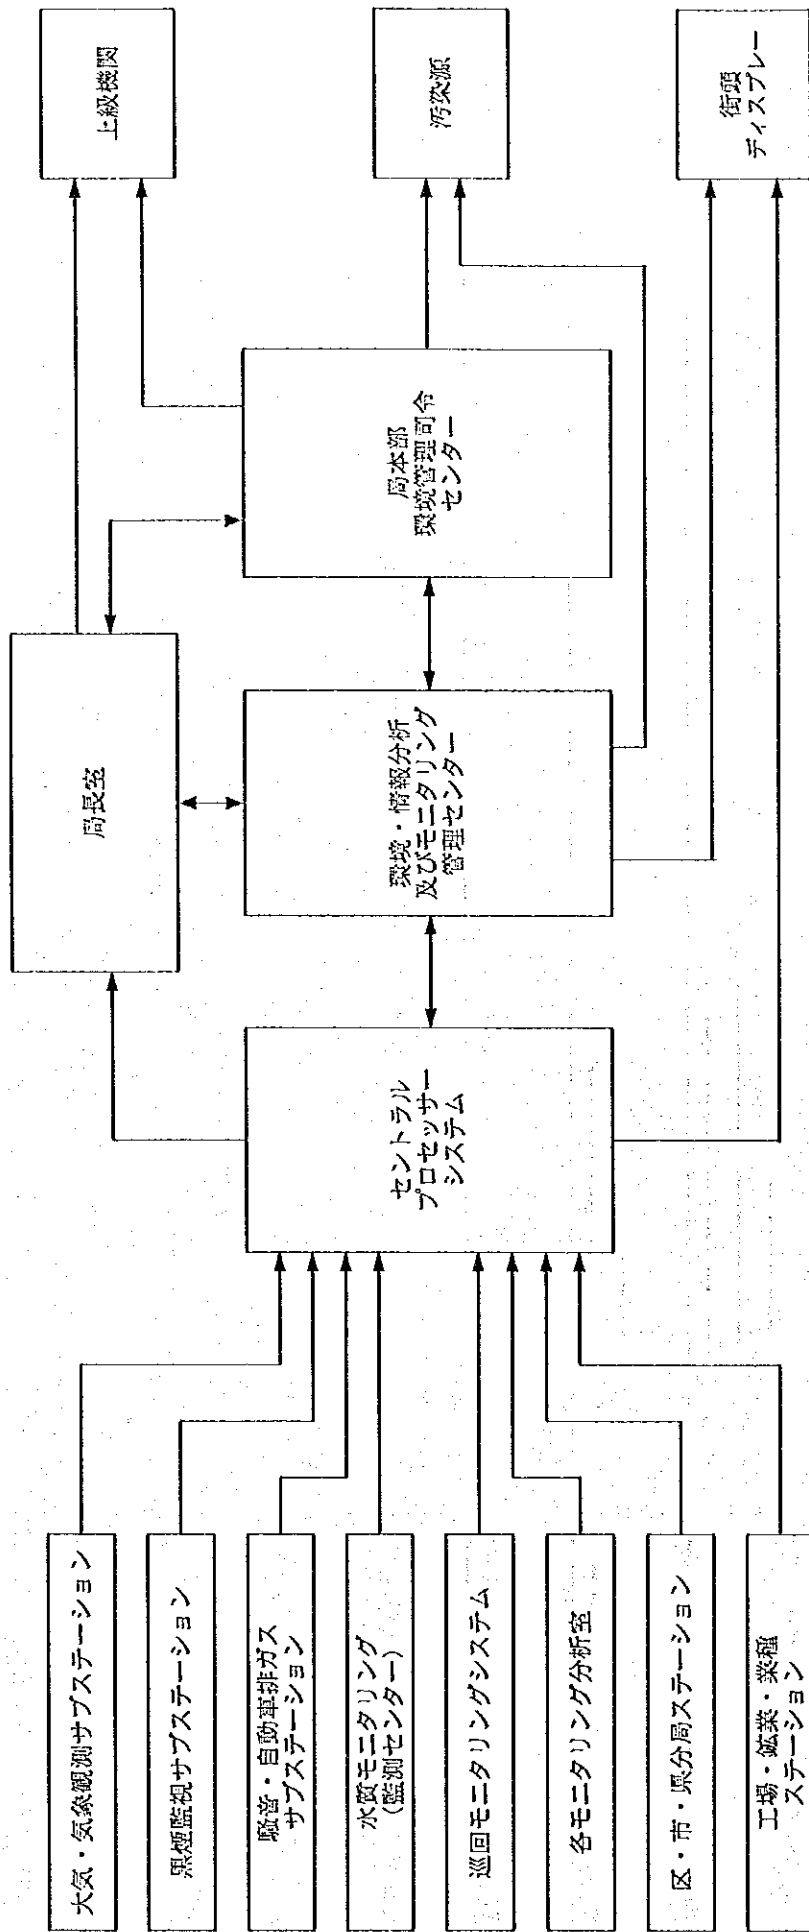 大気・気象観測サブステーション
黒煙監視サブステーション
騒音・自動車排ガス
サブステーション
水質モニタリング
(監測センター)
巡回モニタリングシステム
各モニタリング分析室
区・市・県分局ステーション
工場・鉱業・業種
ステーション
セントラル
プロセッサー
システム
局長室
環境・情報分析
及びモニタリング
管理センター
局本部
環境管理司令
センター
上級機関
汚染源
街頭
ディスプレー